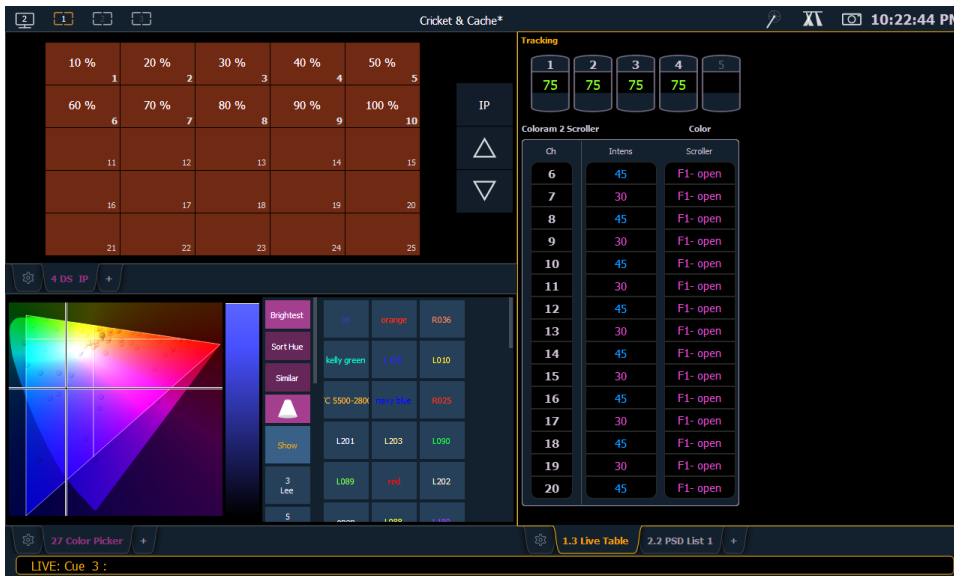 2 1 2 3 Cricket & Cache* 10:22:44 PM
10 % 20 % 30 % 40 % 50 %
1 2 3 4 5
60 % 70 % 80 % 90 % 100 %
6 7 8 9 10
11 12 13 14 15
16 17 18 19 20
21 22 23 24 25
IP
4 DS IP +
Tracking
1 2 3 4 5
75 75 75 75
Coloram 2 Scroller Color
Ch Intens Scroller
6 45 F1- open
7 30 F1- open
8 45 F1- open
9 30 F1- open
10 45 F1- open
11 30 F1- open
12 45 F1- open
13 30 F1- open
14 45 F1- open
15 30 F1- open
16 45 F1- open
17 30 F1- open
18 45 F1- open
19 30 F1- open
20 45 F1- open
Brightest orange R036
Sort Hue
kelly green L010
Similar
"C 5500-280( navy blue R025
Show L201 L203 L090
3
Lee
L089 red L202
5 open L088 L180
27 Color Picker +
1.3 Live Table 2.2 PSD List 1 +
LIVE: Cue 3 :